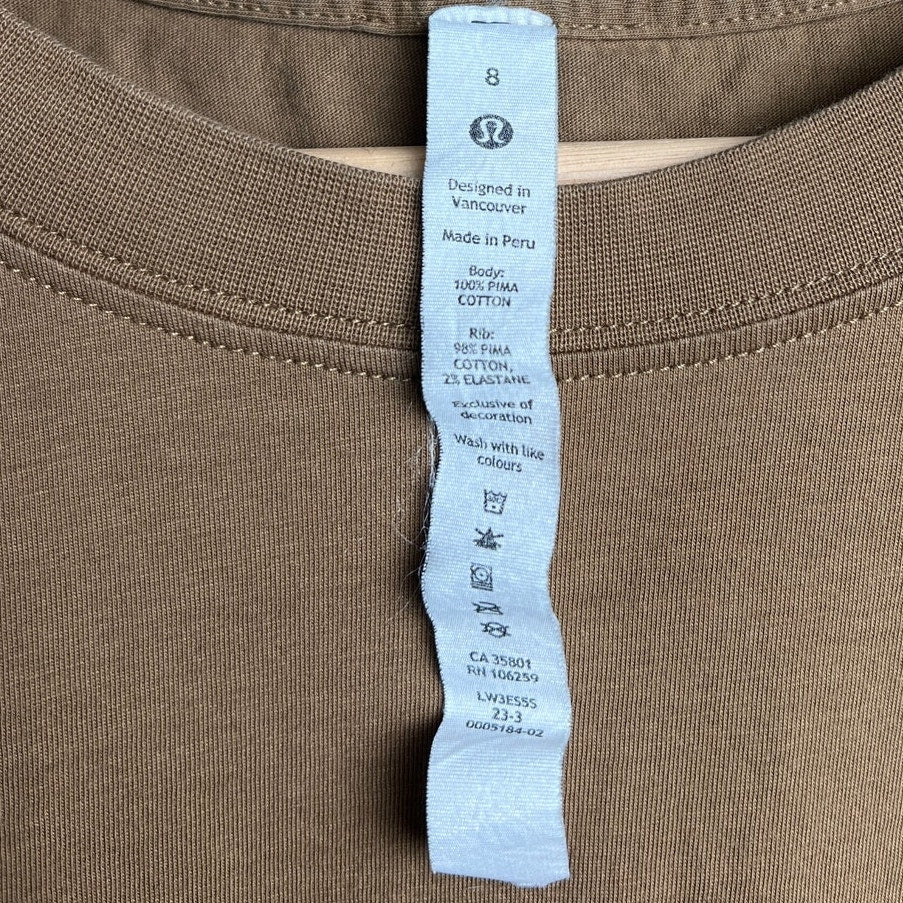 8
Designed in
Vancouver
Made in Peru
Body:
100% PIMA
COTTON
Rib:
98% PIMA
COTTON,
2% ELASTANE
Exclusive of
decoration
Wash with like
colours
CA 35801
RN 106259
LW3ES5S
23-3
0005184-02